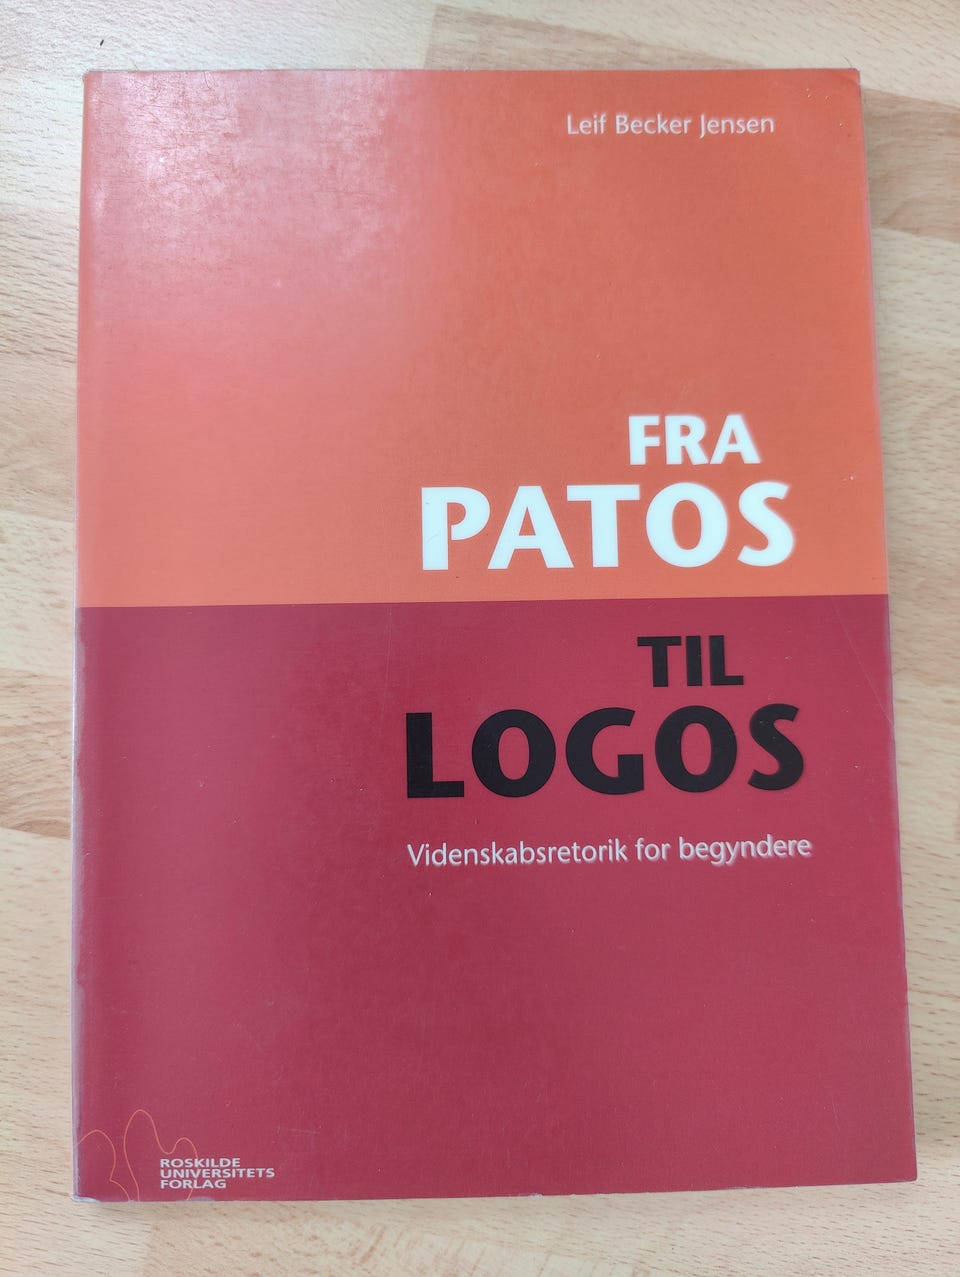 Leif Becker Jensen
FRA
PATOS
TIL
LOGOS
Videnskabsretorik for begyndere
ROSKILDE
UNIVERSITETS
FORLAG